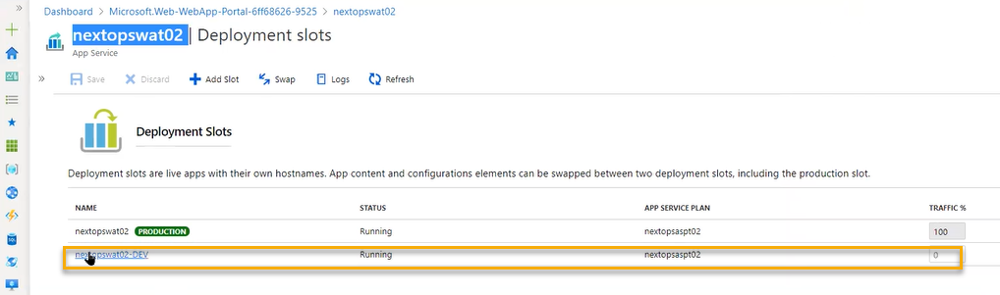 Dashboard > Microsoft.Web-WebApp-Portal-6ff68626-9525 > nextopswat02
nextopswat02 | Deployment slots
App Service
Save Discard Add Slot Swap Logs Refresh
Deployment Slots
Deployment slots are live apps with their own hostnames. App content and configurations elements can be swapped between two deployment slots, including the production slot.
NAME STATUS APP SERVICE PLAN TRAFFIC %
nextopswat02 PRODUCTION Running nextopsaspt02 100
nextopswat02-DEV Running nextopsaspt02 0